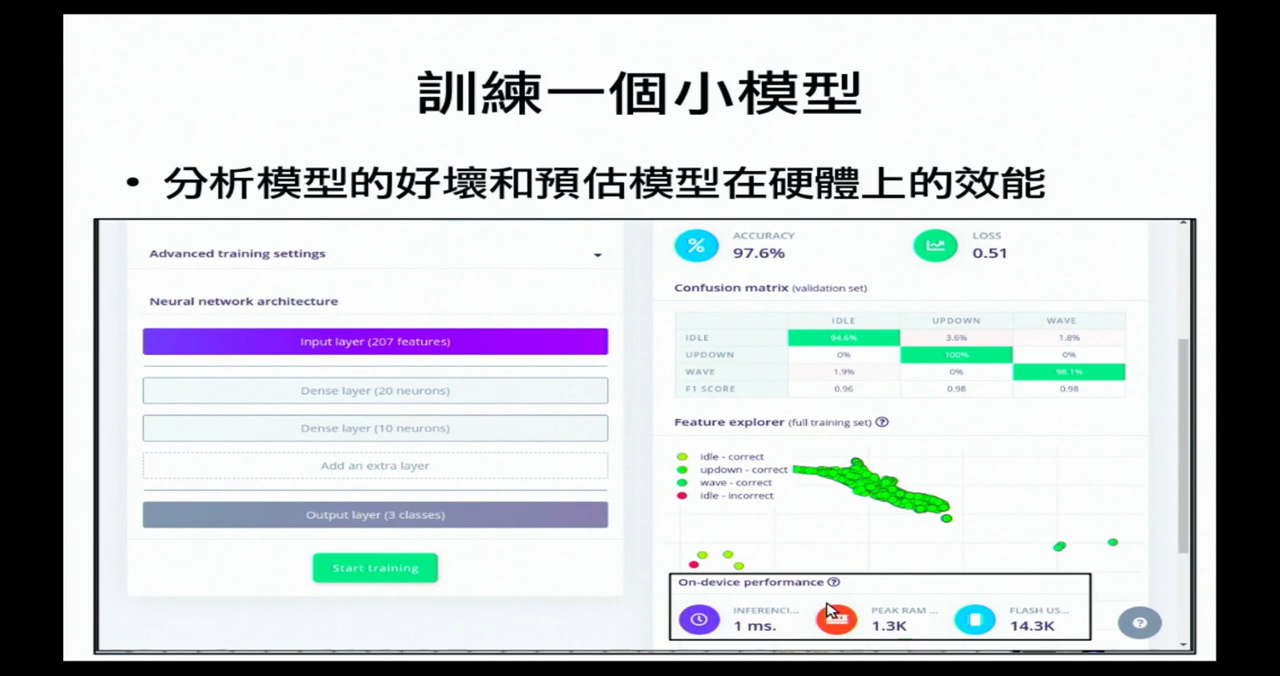 訓練一個小模型
• 分析模型的好壞和預估模型在硬體上的效能
Advanced training settings
Neural network architecture
Input layer (207 features)
Dense layer (20 neurons)
Dense layer (10 neurons)
Add an extra layer
Output layer (3 classes)
Start training
% ACCURACY LOSS
97.6% 0.51
Confusion matrix (validation set)
IDLE UPDOWN WAVE
IDLE 94.6% 3.6% 1.8%
UPDOWN 0% 100% 0%
WAVE 1.9% 0% 98.1%
F1 SCORE 0.96 0.98 0.98
Feature explorer (full training set) ?
idle - correct
updown - correct
wave - correct
idle - incorrect
On-device performance ?
INFERENCI... PEAK RAM ... FLASH US...
1 ms. 1.3K 14.3K
?